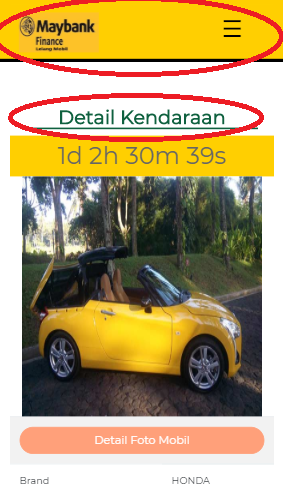 Maybank
Finance
Lelang Mobil
Detail Kendaraan
1d 2h 30m 39s
Detail Foto Mobil
Brand HONDA